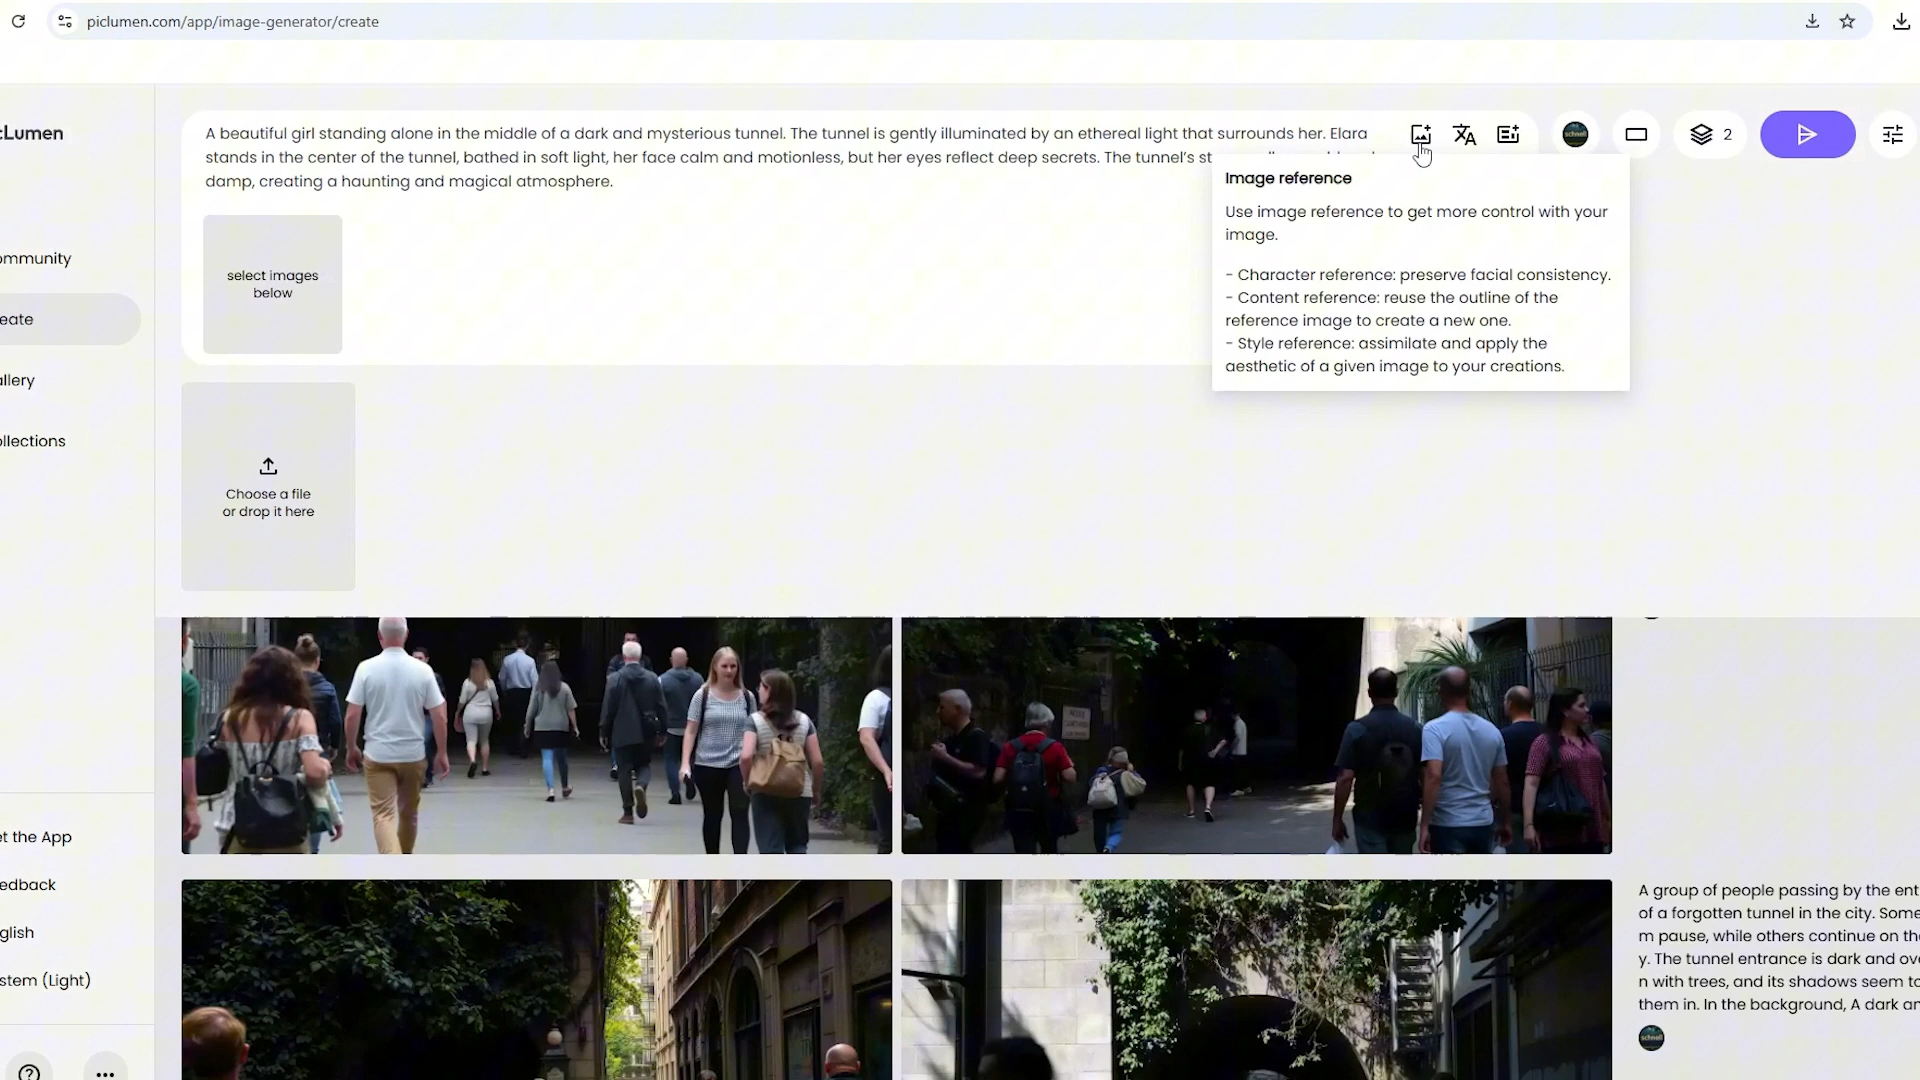 piclumen.com/app/image-generator/create
cLumen
A beautiful girl standing alone in the middle of a dark and mysterious tunnel. The tunnel is gently illuminated by an ethereal light that surrounds her. Elara
stands in the center of the tunnel, bathed in soft light, her face calm and motionless, but her eyes reflect deep secrets. The tunnel's
damp, creating a haunting and magical atmosphere.
schnell
2
Image reference
Use image reference to get more control with your
image.
- Character reference: preserve facial consistency.
- Content reference: reuse the outline of the
reference image to create a new one.
- Style reference: assimilate and apply the
aesthetic of a given image to your creations.
select images
below
ommunity
eate
allery
ollections
Choose a file
or drop it here
et the App
edback
glish
stem (Light)
A group of people passing by the ent
of a forgotten tunnel in the city. Some
m pause, while others continue on the
y. The tunnel entrance is dark and ov
n with trees, and its shadows seem to
them in. In the background, A dark ar
schnell